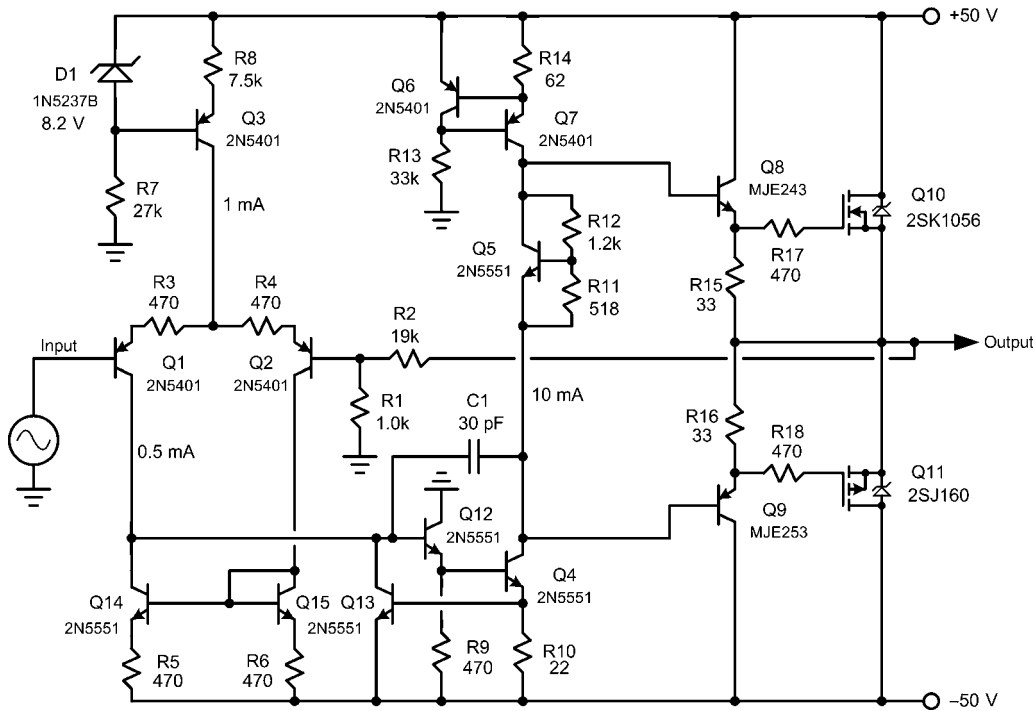 +50 V
D1
1N5237B
8.2 V
R8
7.5k
Q3
2N5401
R7
27k
1 mA
Q6
2N5401
R14
62
Q7
2N5401
R13
33k
R12
1.2k
Q5
2N5551
R11
518
Q8
MJE243
R17
470
Q10
2SK1056
R15
33
R3
470
R4
470
Input
Q1
2N5401
Q2
2N5401
R2
19k
R1
1.0k
Output
10 mA
C1
30 pF
R16
33
R18
470
0.5 mA
Q11
2SJ160
Q9
MJE253
Q12
2N5551
Q4
2N5551
Q14
2N5551
Q15
2N5551
Q13
2N5551
R5
470
R6
470
R9
470
R10
22
–50 V